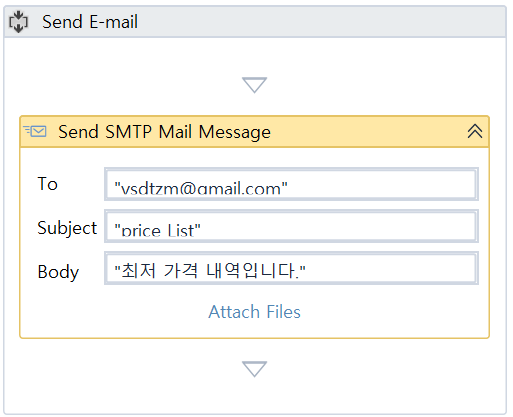 Send E-mail
Send SMTP Mail Message
To "vsdtzm@gmail.com"
Subject "price List"
Body "최저 가격 내역입니다."
Attach Files